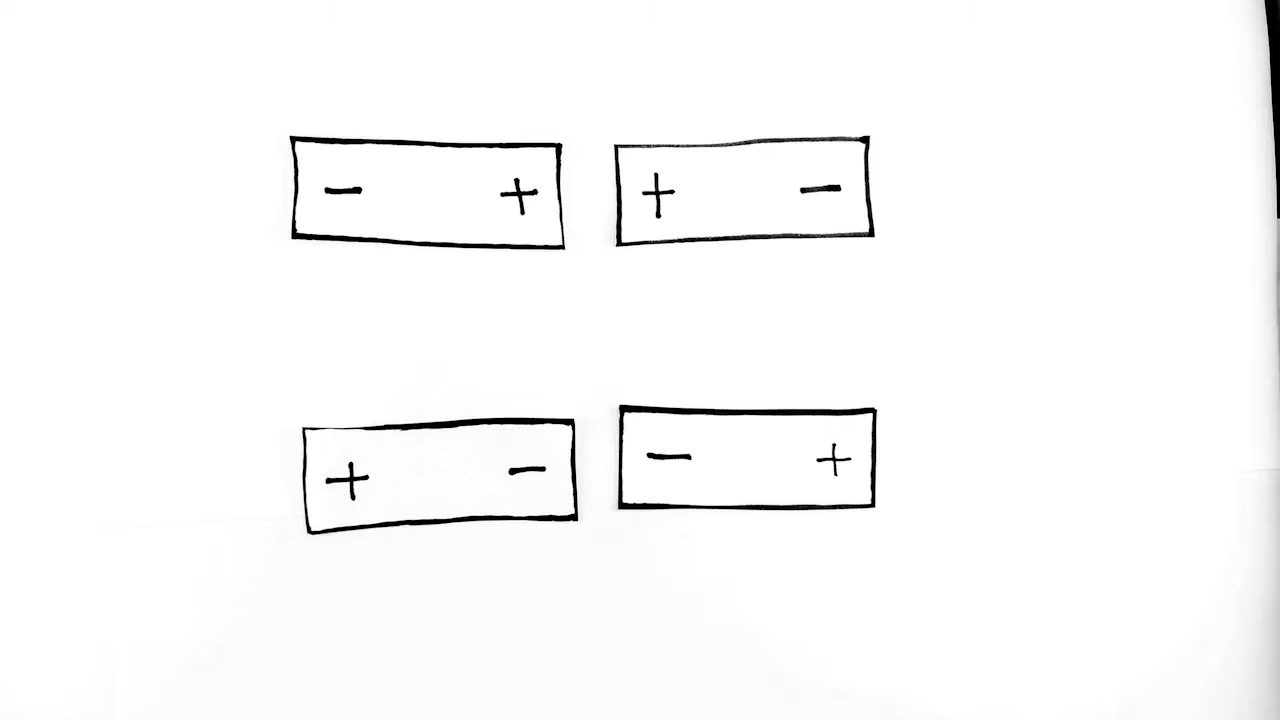 − + + −
+ − − +